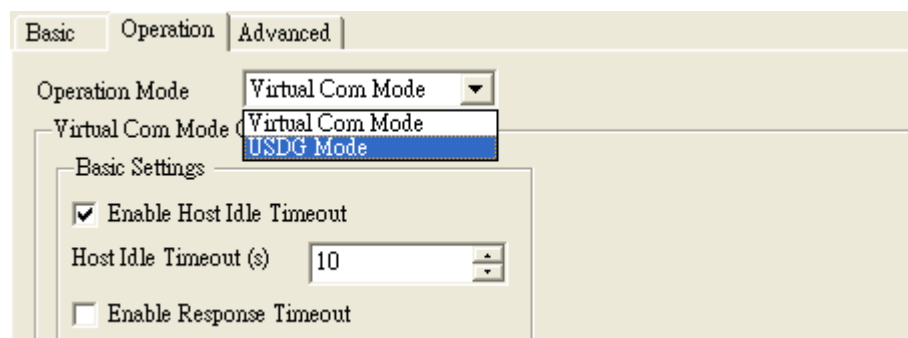 Basic Operation Advanced
Operation Mode Virtual Com Mode
Virtual Com Mode
Virtual Com Mode
USDG Mode
Basic Settings
Enable Host Idle Timeout
Host Idle Timeout (s) 10
Enable Response Timeout